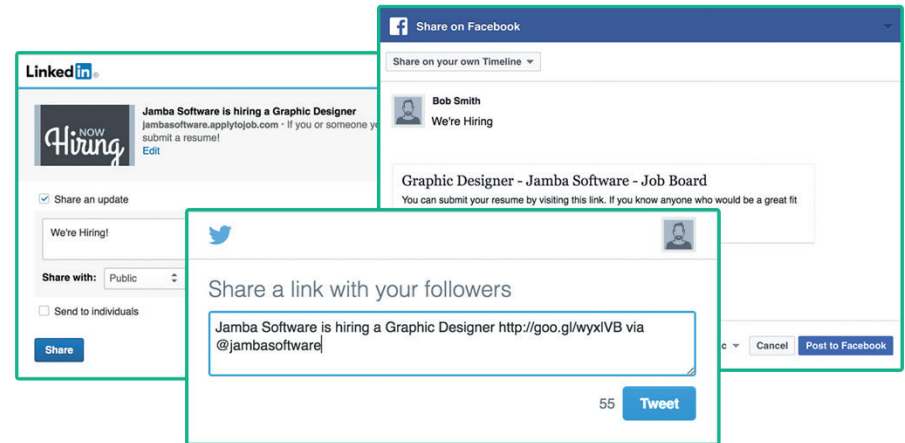 Linked in
Jamba Software is hiring a Graphic Designer
jambasoftware.applytojob.com - If you or someone
submit a resume!
Edit
NOW
Hiring
Share an update
We're Hiring!
Share with: Public
Send to individuals
Share
f Share on Facebook
Share on your own Timeline
Bob Smith
We're Hiring
Graphic Designer - Jamba Software - Job Board
You can submit your resume by visiting this link. If you know anyone who would be a great fit
Cancel Post to Facebook
Share a link with your followers
Jamba Software is hiring a Graphic Designer http://goo.gl/wyxlVB via
@jambasoftware
55 Tweet